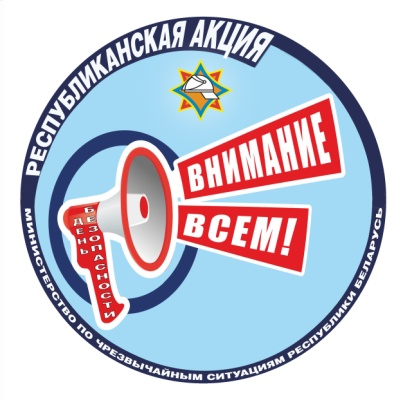 РЕСПУБЛИКАНСКАЯ АКЦИЯ
ВНИМАНИЕ
ВСЕМ!
ДЕНЬ
БЕЗОПАСНОСТИ
МИНИСТЕРСТВО ПО ЧРЕЗВЫЧАЙНЫМ СИТУАЦИЯМ РЕСПУБЛИКИ БЕЛАРУСЬ